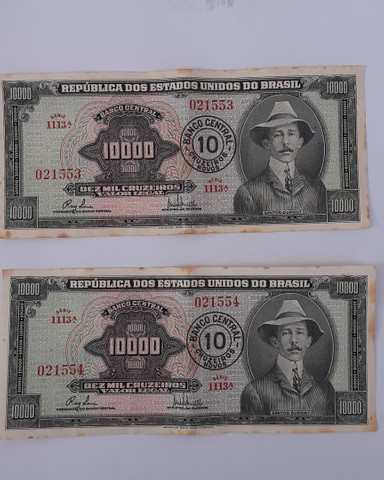 10000 REPÚBLICA DOS ESTADOS UNIDOS DO BRASIL 10000
SÉRIE
1113ª
BANCO CENTRAL
021553
10000
BANCO CENTRAL
10
CRUZEIROS
NOVOS
021553
SÉRIE
1113ª
DEZ MIL CRUZEIROS
VALOR LEGAL
10000
SANTOS-DUMONT
10000
REPÚBLICA DOS ESTADOS UNIDOS DO BRASIL
SÉRIE
1113ª
BANCO CENTRAL
021554
10000
BANCO CENTRAL
10
CRUZEIROS
NOVOS
021554
SÉRIE
1113ª
DEZ MIL CRUZEIROS
VALOR LEGAL
10000
SANTOS-DUMONT
10000